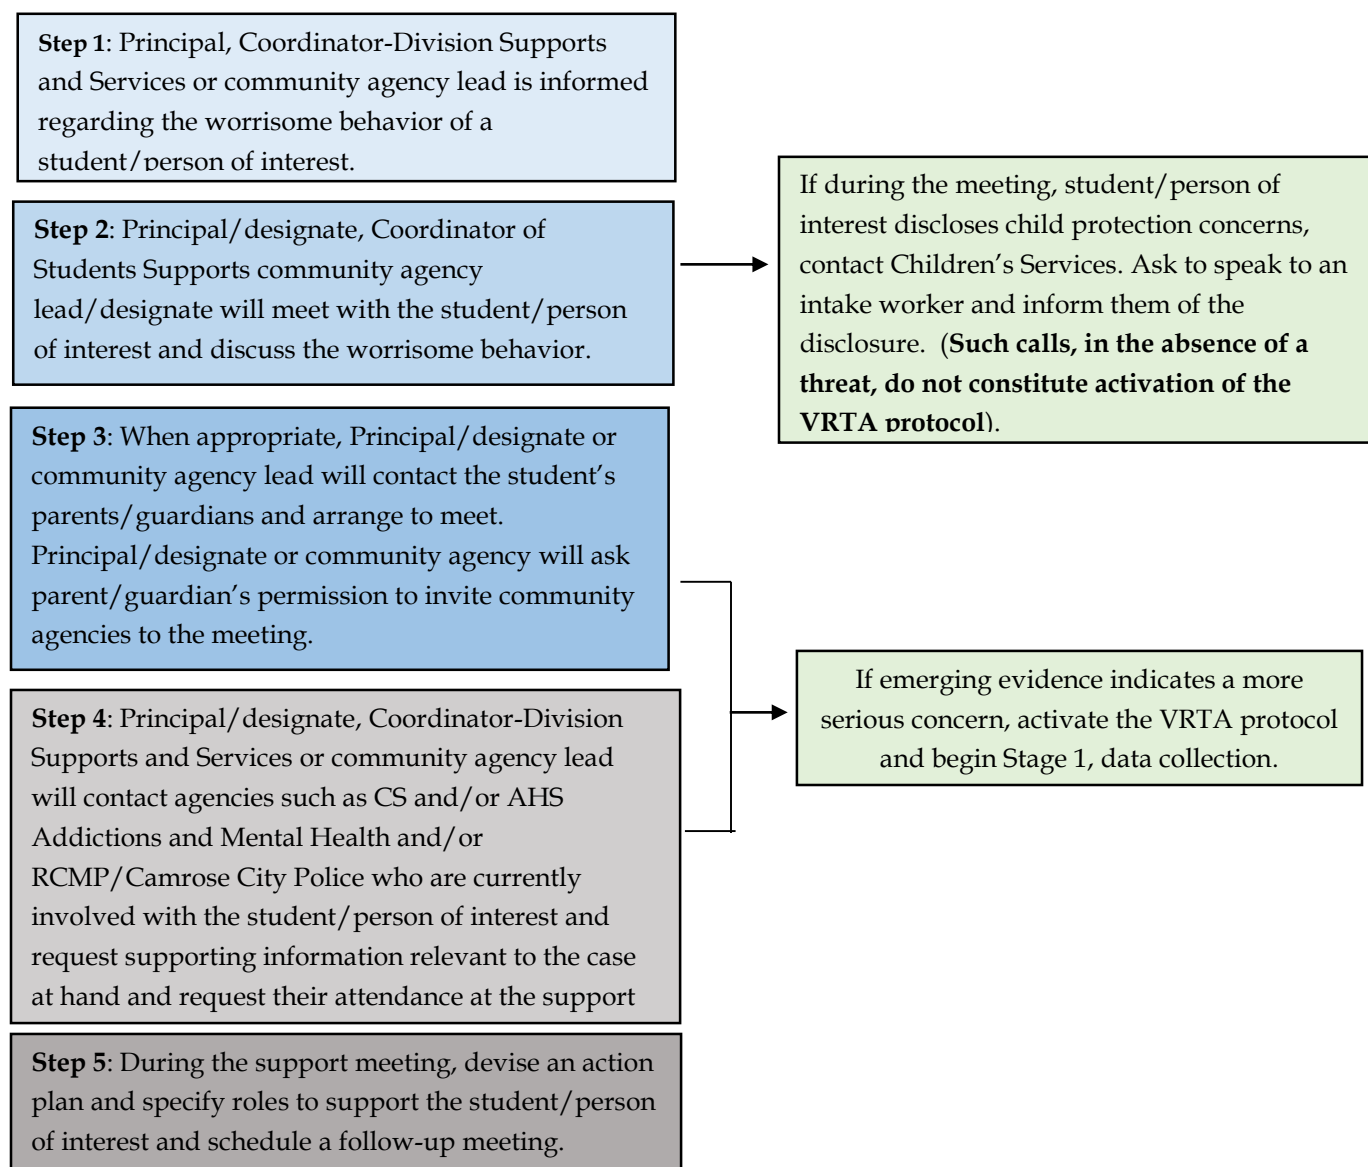 Step 1: Principal, Coordinator-Division Supports
and Services or community agency lead is informed
regarding the worrisome behavior of a
student/person of interest.
Step 2: Principal/designate, Coordinator of
Students Supports community agency
lead/designate will meet with the student/person
of interest and discuss the worrisome behavior.
If during the meeting, student/person of
interest discloses child protection concerns,
contact Children’s Services. Ask to speak to an
intake worker and inform them of the
disclosure. (Such calls, in the absence of a
threat, do not constitute activation of the
VRTA protocol).
Step 3: When appropriate, Principal/designate or
community agency lead will contact the student’s
parents/guardians and arrange to meet.
Principal/designate or community agency will ask
parent/guardian’s permission to invite community
agencies to the meeting.
If emerging evidence indicates a more
serious concern, activate the VRTA protocol
and begin Stage 1, data collection.
Step 4: Principal/designate, Coordinator-Division
Supports and Services or community agency lead
will contact agencies such as CS and/or AHS
Addictions and Mental Health and/or
RCMP/Camrose City Police who are currently
involved with the student/person of interest and
request supporting information relevant to the case
at hand and request their attendance at the support
Step 5: During the support meeting, devise an action
plan and specify roles to support the student/person
of interest and schedule a follow-up meeting.